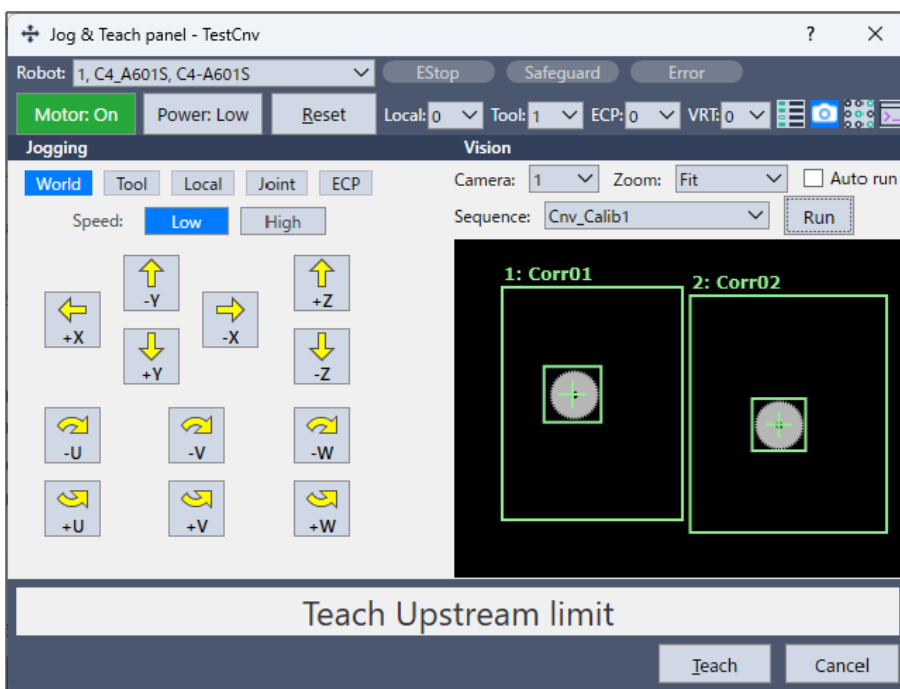 Jog & Teach panel - TestCnv ?
Robot: 1, C4_A601S, C4-A601S EStop Safeguard Error
Motor: On Power: Low Reset Local: 0 Tool: 1 ECP: 0 VRT: 0
Jogging
Vision
World Tool Local Joint ECP
Camera: 1 Zoom: Fit Auto run
Speed: Low High
Sequence: Cnv_Calib1 Run
-Y
+Z
+X
-X
+Y
-Z
-U
-V
-W
+U
+V
+W
1: Corr01
2: Corr02
Teach Upstream limit
Teach Cancel